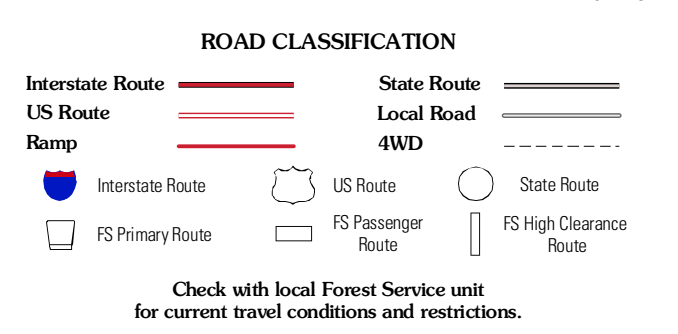 ROAD CLASSIFICATION
Interstate Route
State Route
US Route
Local Road
Ramp
4WD
Interstate Route
US Route
State Route
FS Primary Route
FS Passenger
Route
FS High Clearance
Route
Check with local Forest Service unit
for current travel conditions and restrictions.